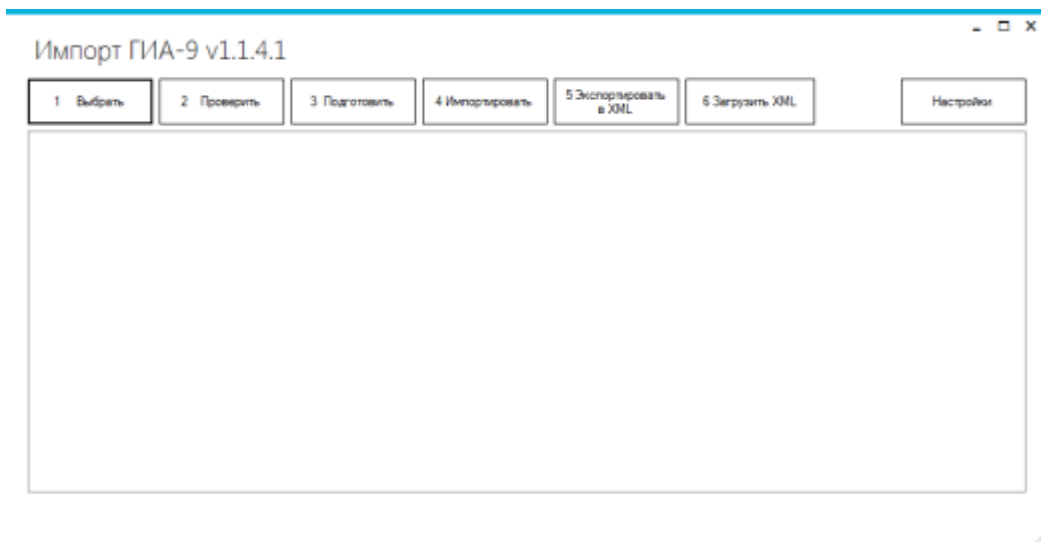 Импорт ГИА-9 v1.1.4.1
1 Выбрать
2 Проверить
3 Подготовить
4 Импортировать
5 Экспортировать
в XML
6 Загрузить XML
Настройки